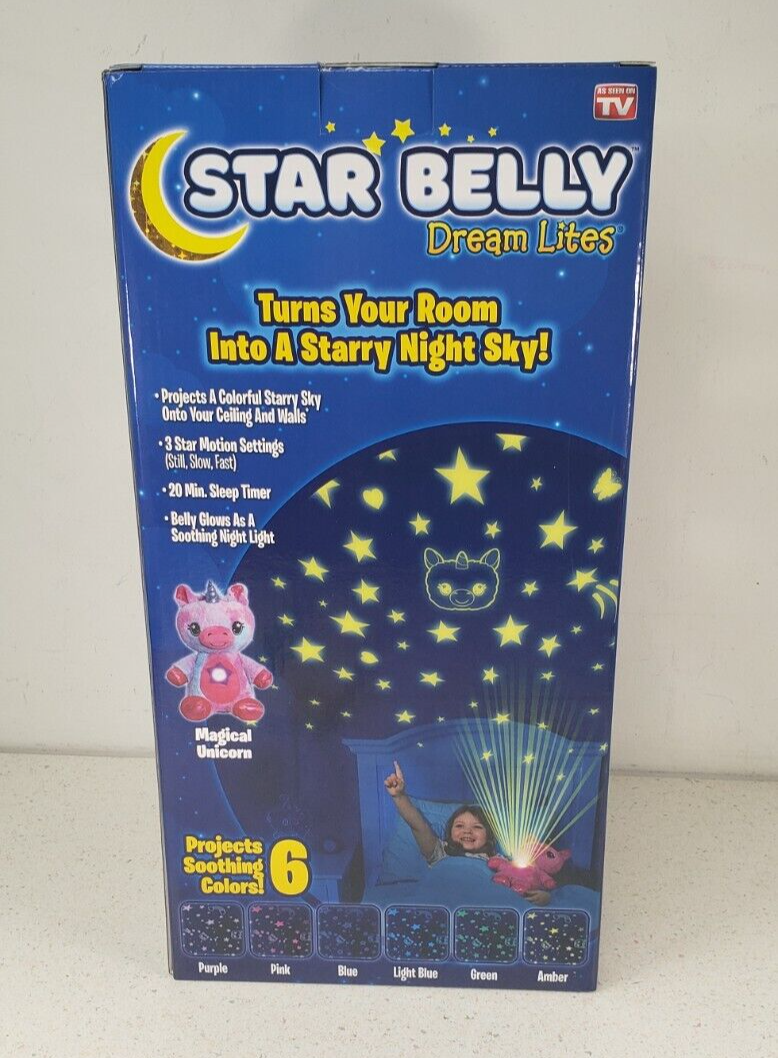 AS SEEN ON
TV
STAR BELLY™
Dream Lites®
Turns Your Room
Into A Starry Night Sky!
• Projects A Colorful Starry Sky
Onto Your Ceiling And Walls
• 3 Star Motion Settings
(Still, Slow, Fast)
• 20 Min. Sleep Timer
• Belly Glows As A
Soothing Night Light
Magical
Unicorn
Projects 6
Soothing
Colors!
Purple Pink Blue Light Blue Green Amber